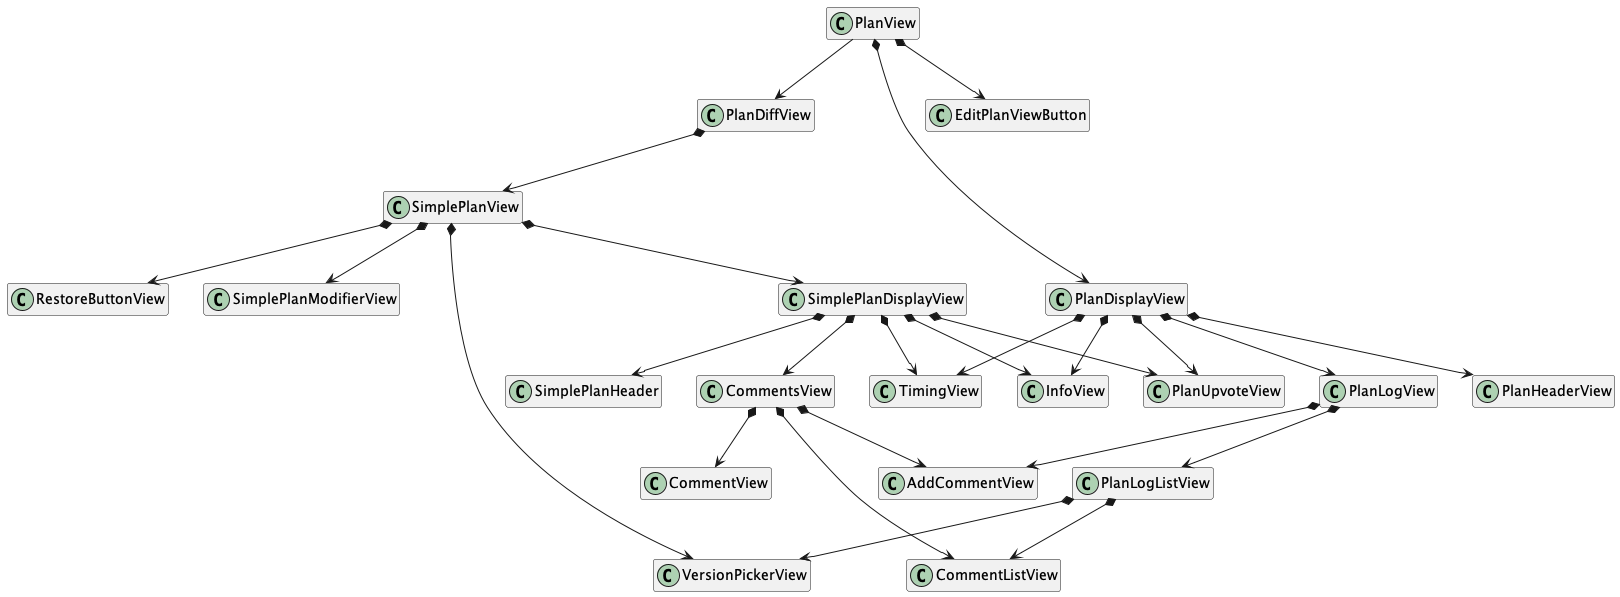 C PlanView
C PlanDiffView
C EditPlanViewButton
C SimplePlanView
C RestoreButtonView
C SimplePlanModifierView
C SimplePlanDisplayView
C PlanDisplayView
C SimplePlanHeader
C CommentsView
C TimingView
C InfoView
C PlanUpvoteView
C PlanLogView
C PlanHeaderView
C CommentView
C AddCommentView
C PlanLogListView
C VersionPickerView
C CommentListView